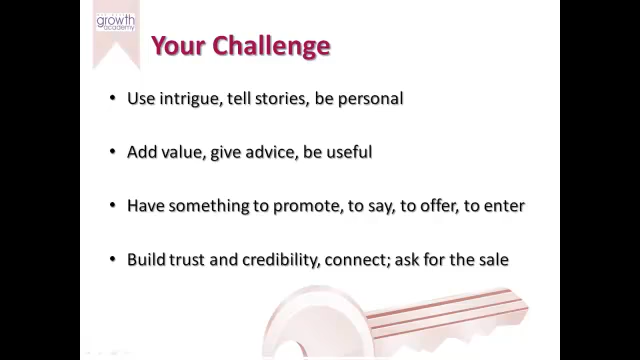 growth
academy
Your Challenge
• Use intrigue, tell stories, be personal
• Add value, give advice, be useful
• Have something to promote, to say, to offer, to enter
• Build trust and credibility, connect; ask for the sale